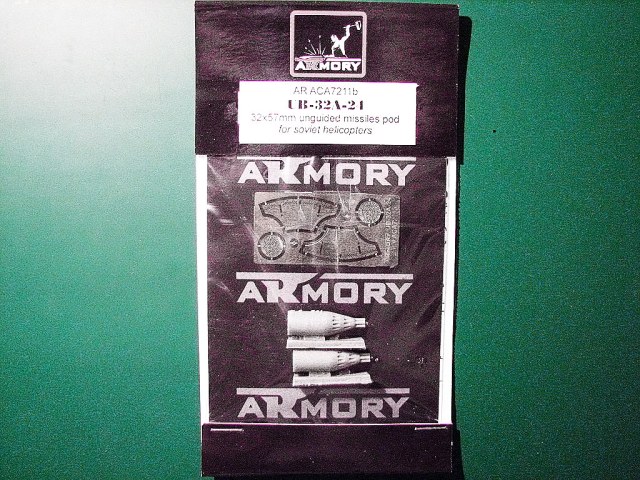 ARMORY
AR ACA7211b
UB-32A-24
32x57mm unguided missiles pod
for soviet helicopters
ARMORY
ARMORY
ARMORY